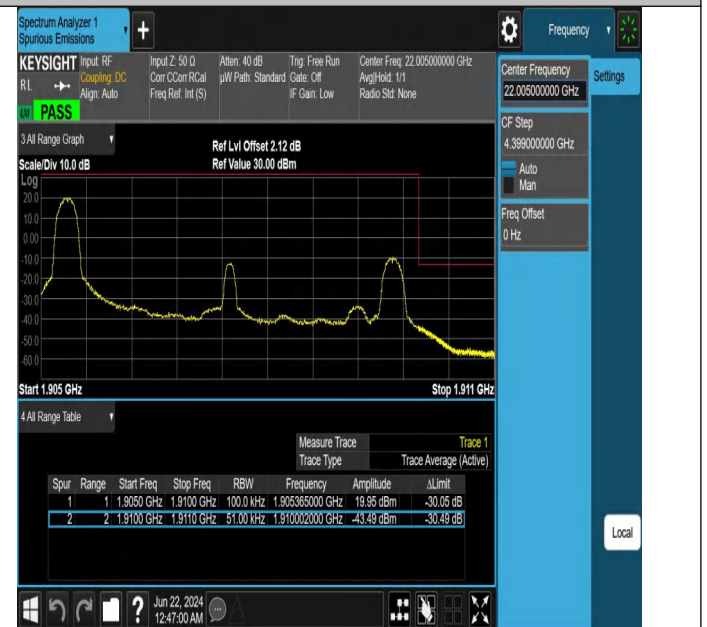 Spectrum Analyzer 1
Spurious Emissions
Frequency
KEYSIGHT Input: RF Input Z: 50 Ω Atten: 40 dB Trig: Free Run Center Freq: 22.005000000 GHz
RL Coupling: DC Corr CCorr RCal µW Path: Standard Gate: Off Avg|Hold: 1/1
Align: Auto Freq Ref: Int (S) IF Gain: Low Radio Std: None
PASS
Center Frequency
22.005000000 GHz
Settings
CF Step
4.399000000 GHz
Auto
Man
Freq Offset
0 Hz
3 All Range Graph
Ref Lvl Offset 2.12 dB
Scale/Div 10.0 dB Ref Value 30.00 dBm
Log
20.0
10.0
0.00
-10.0
-20.0
-30.0
-40.0
-50.0
-60.0
Start 1.905 GHz Stop 1.911 GHz
4 All Range Table
Measure Trace Trace 1
Trace Type Trace Average (Active)
Spur Range Start Freq Stop Freq RBW Frequency Amplitude ΔLimit
1 1 1.9050 GHz 1.9100 GHz 100.0 kHz 1.905365000 GHz 19.95 dBm -30.05 dB
2 2 1.9100 GHz 1.9110 GHz 51.00 kHz 1.910002000 GHz -43.49 dBm -30.49 dB
Local
Jun 22, 2024
12:47:00 AM